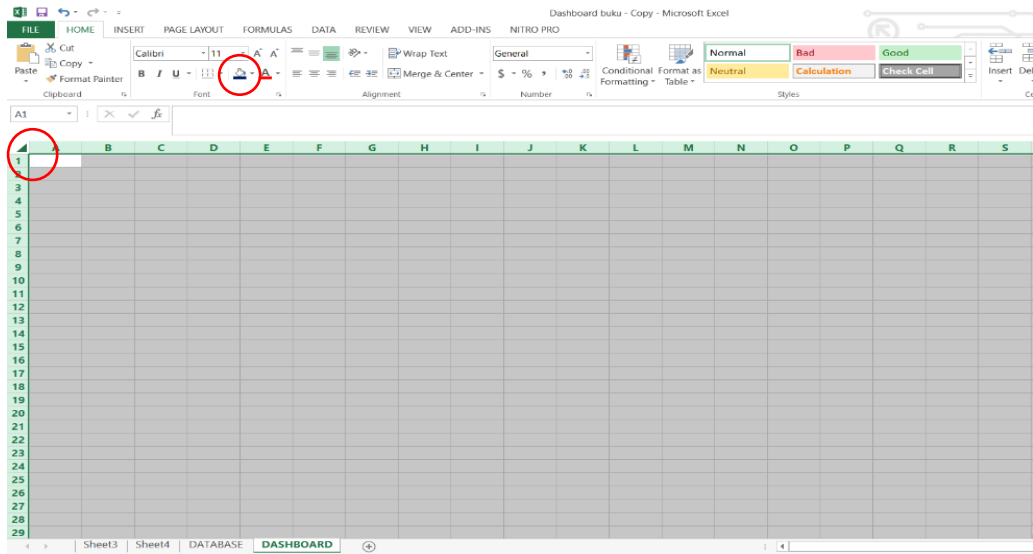 Dashboard buku - Copy - Microsoft Excel
FILE HOME INSERT PAGE LAYOUT FORMULAS DATA REVIEW VIEW ADD-INS NITRO PRO
Cut
Copy
Format Painter
Paste
Clipboard
Calibri 11 A A
B I U A
Font
Wrap Text
Merge & Center
Alignment
General
$ % ,
Number
Conditional Formatting
Format as Table
Normal Bad Good
Neutral Calculation Check Cell
Styles
Insert
A1 fx
A B C D E F G H I J K L M N O P Q R S
1
2
3
4
5
6
7
8
9
10
11
12
13
14
15
16
17
18
19
20
21
22
23
24
25
26
27
28
29
Sheet3 Sheet4 DATABASE DASHBOARD